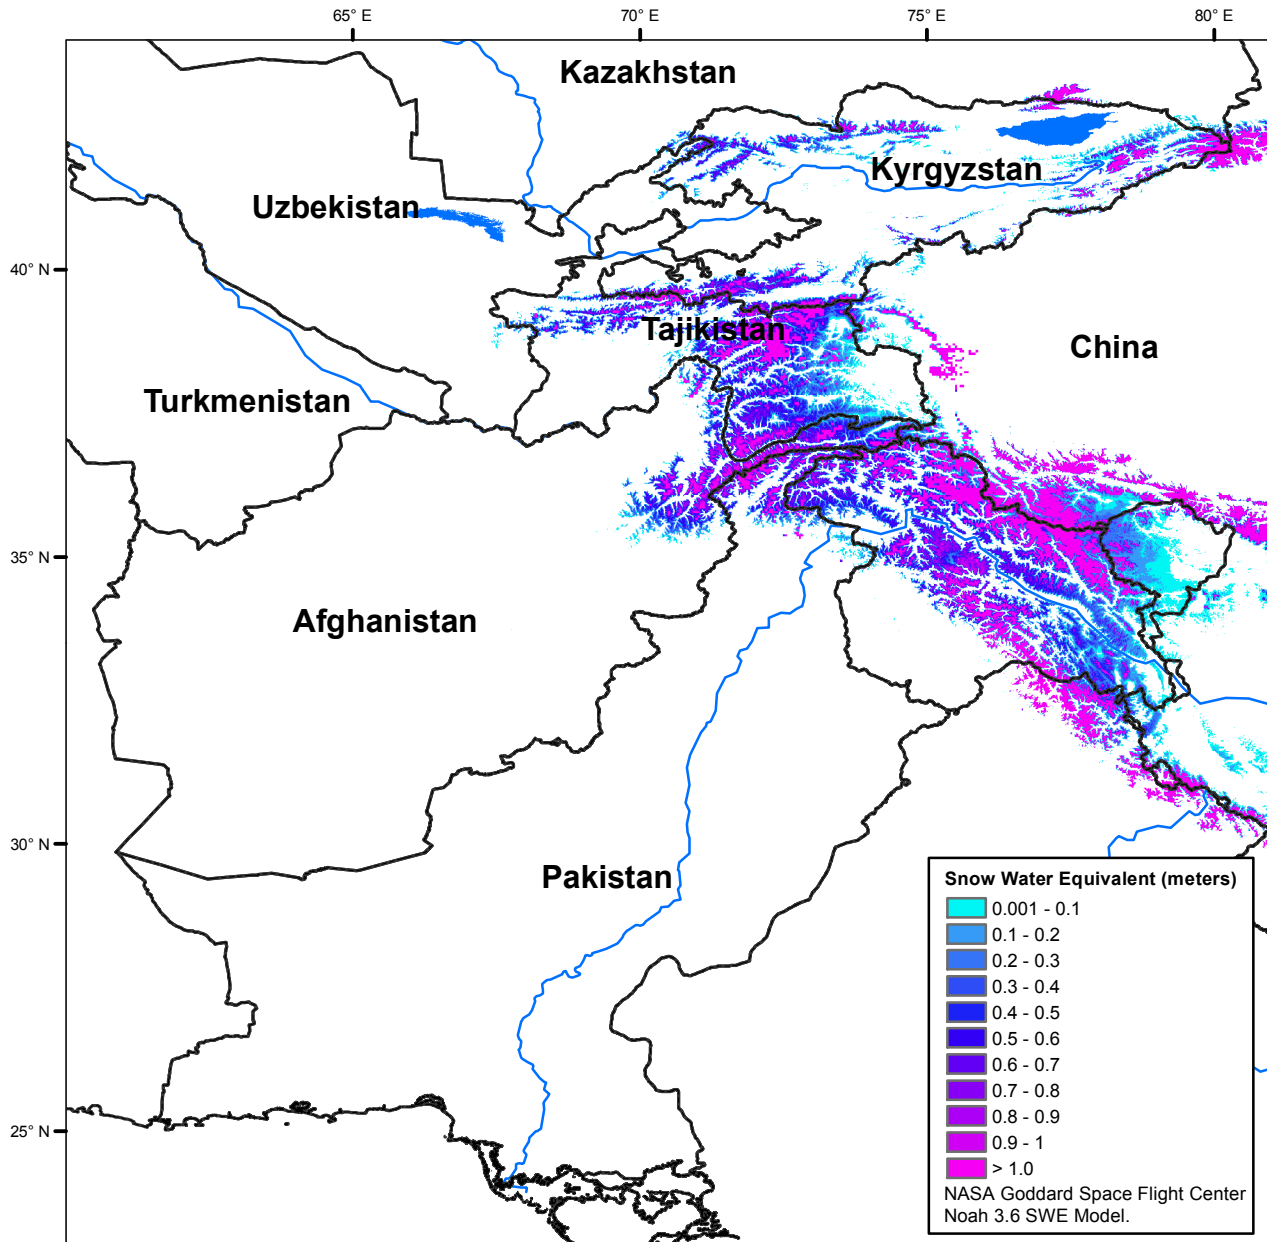 65° E
70° E
75° E
80° E
Kazakhstan
Kyrgyzstan
Uzbekistan
40° N
Tajikistan
China
Turkmenistan
35° N
Afghanistan
30° N
Pakistan
25° N
Snow Water Equivalent (meters)
0.001 - 0.1
0.1 - 0.2
0.2 - 0.3
0.3 - 0.4
0.4 - 0.5
0.5 - 0.6
0.6 - 0.7
0.7 - 0.8
0.8 - 0.9
0.9 - 1
> 1.0
NASA Goddard Space Flight Center
Noah 3.6 SWE Model.